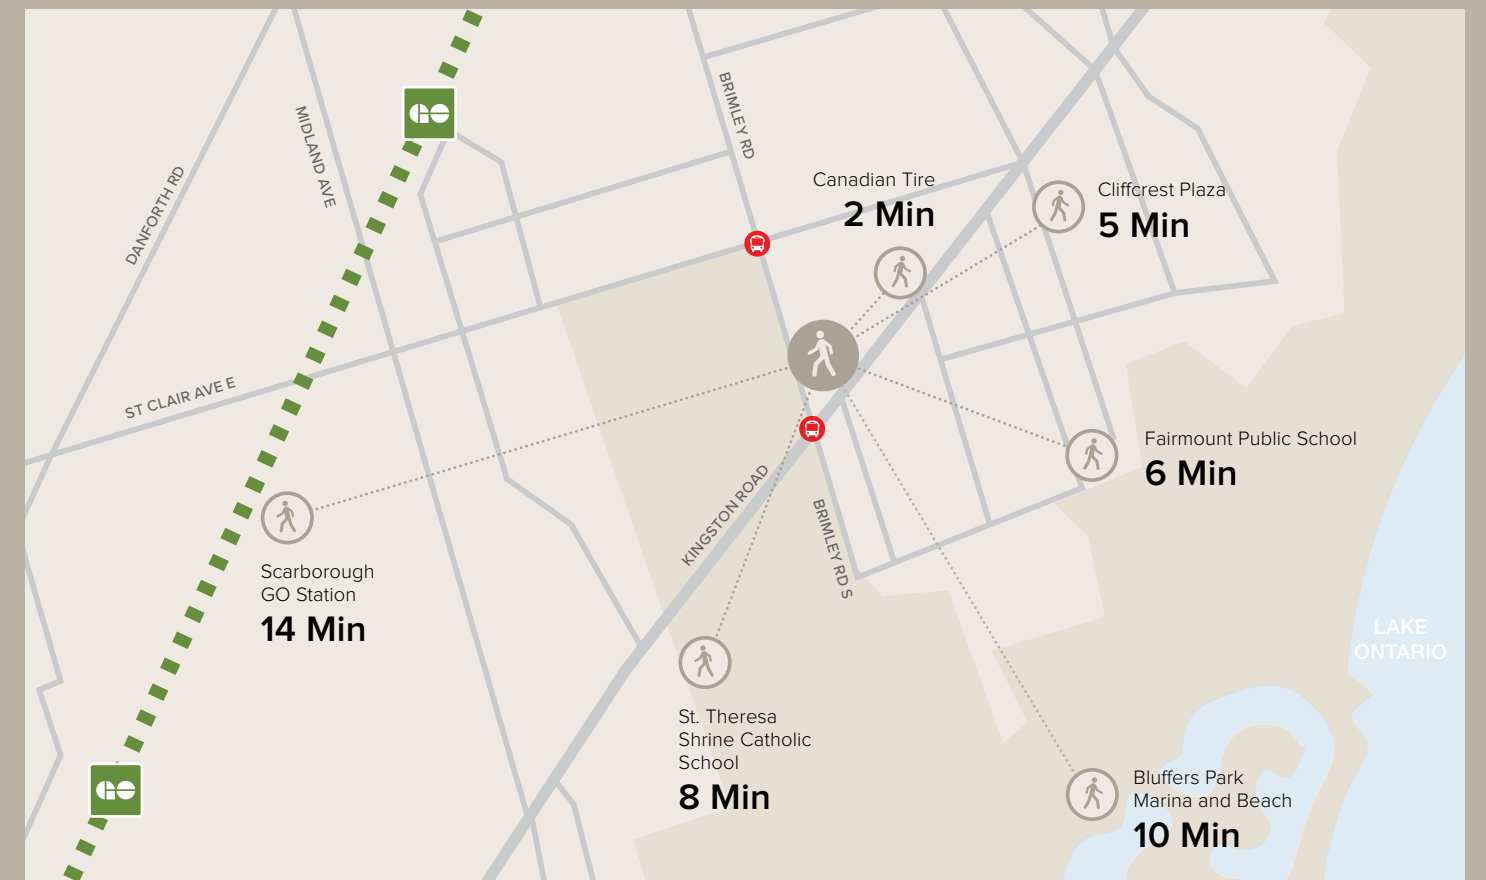 GO
BRIMLEY RD
MIDLAND AVE
DANFORTH RD
Canadian Tire
2 Min
Cliffcrest Plaza
5 Min
ST CLAIR AVE E
Fairmount Public School
6 Min
KINGSTON ROAD
BRIMLEY RD S
Scarborough
GO Station
14 Min
LAKE
ONTARIO
St. Theresa
Shrine Catholic
School
8 Min
Bluffers Park
Marina and Beach
10 Min
GO